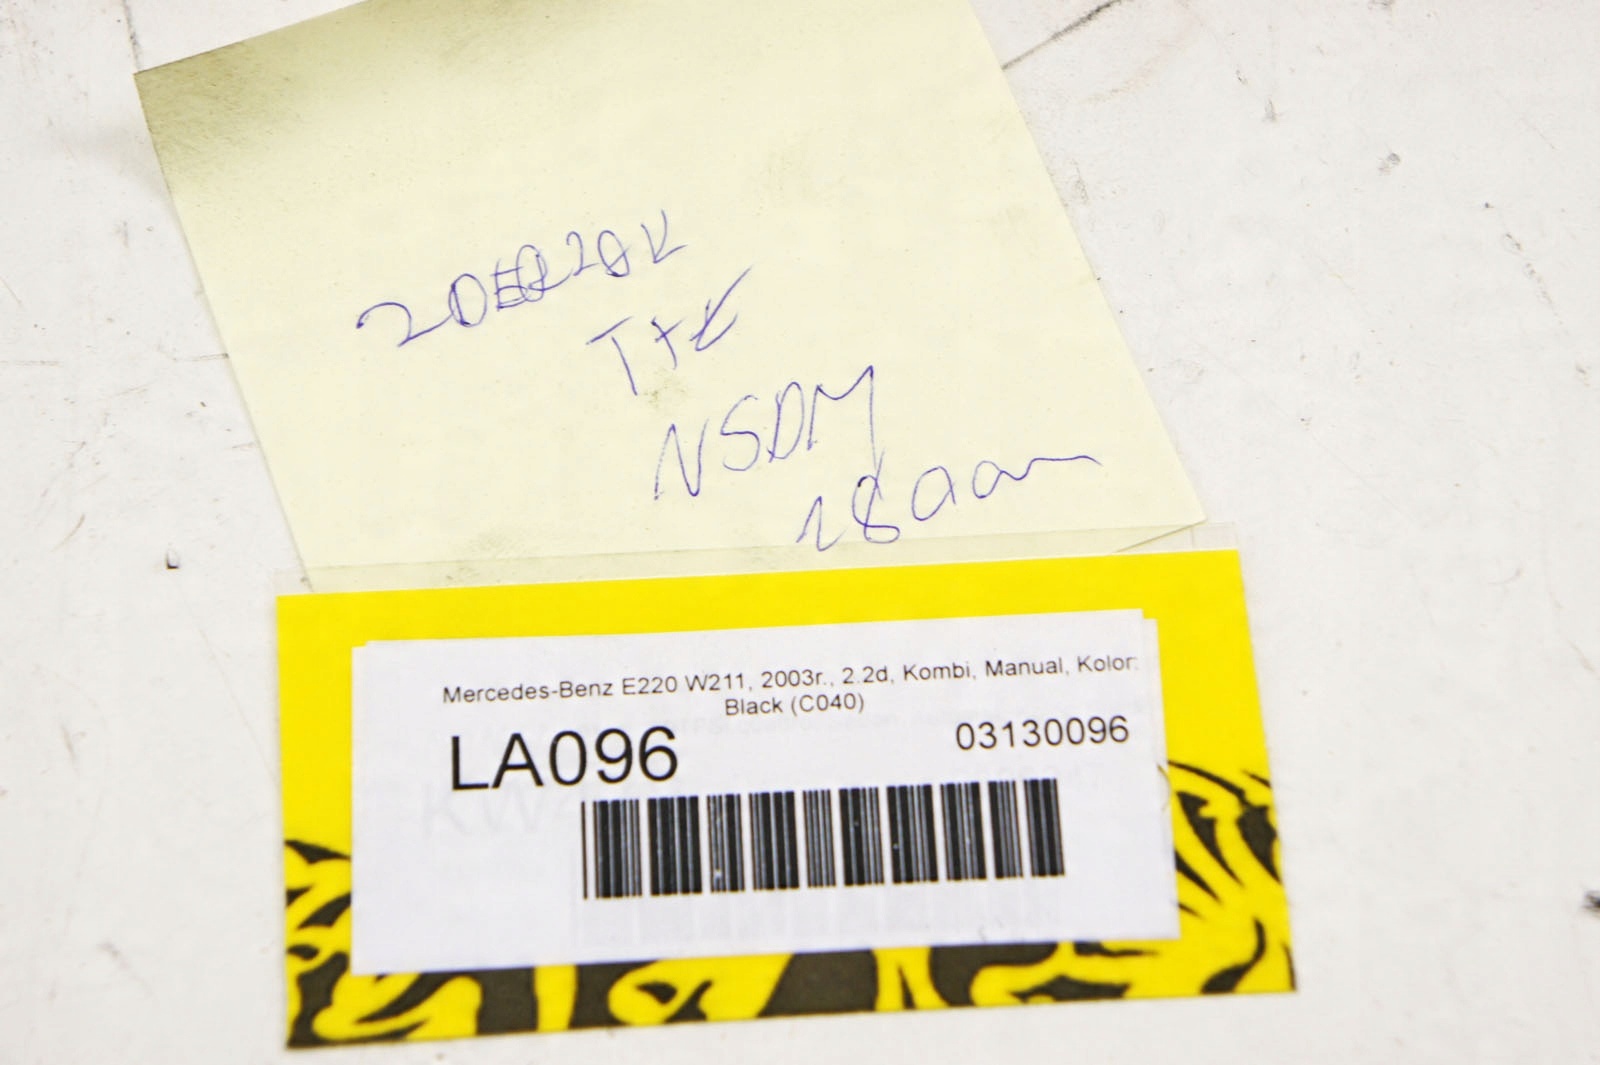 NSDM
Mercedes-Benz E220 W211, 2003r., 2.2d, Kombi, Manual, Kolor:
Black (C040)
LA096
03130096